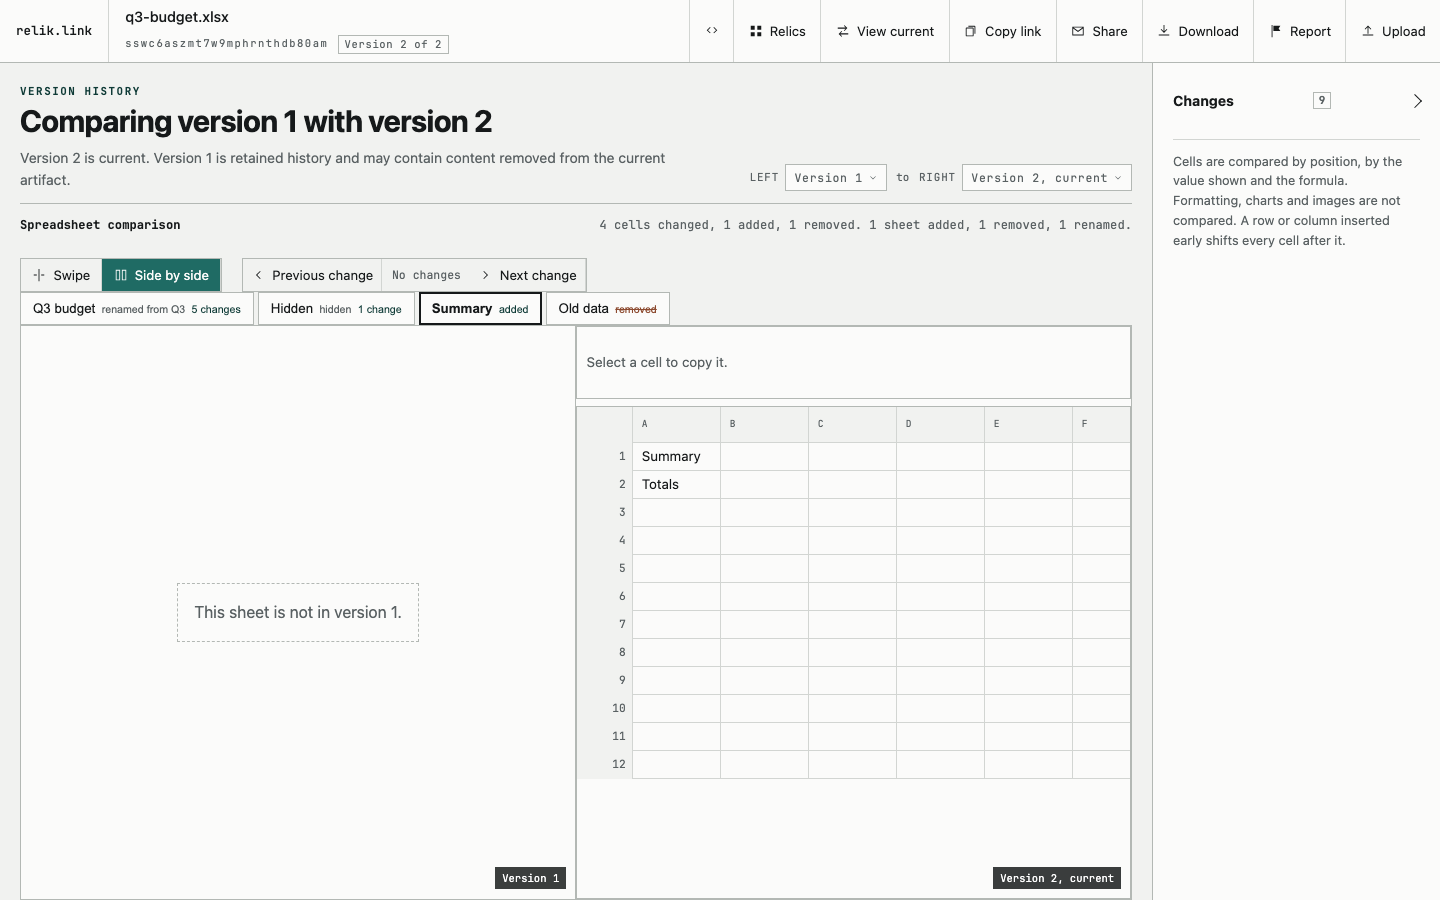 relik.link
q3-budget.xlsx
sswc6aszmt7w9mphrnthdb80am Version 2 of 2
Relics
View current
Copy link
Share
Download
Report
Upload
VERSION HISTORY
Comparing version 1 with version 2
Version 2 is current. Version 1 is retained history and may contain content removed from the current
artifact.
LEFT Version 1 to RIGHT Version 2, current
Spreadsheet comparison
4 cells changed, 1 added, 1 removed. 1 sheet added, 1 removed, 1 renamed.
Swipe
Side by side
Previous change
No changes
Next change
Q3 budget renamed from Q3 5 changes
Hidden hidden 1 change
Summary added
Old data removed
This sheet is not in version 1.
Version 1
Select a cell to copy it.
A B C D E F
1 Summary
2 Totals
3
4
5
6
7
8
9
10
11
12
Version 2, current
Changes 9
Cells are compared by position, by the
value shown and the formula.
Formatting, charts and images are not
compared. A row or column inserted
early shifts every cell after it.